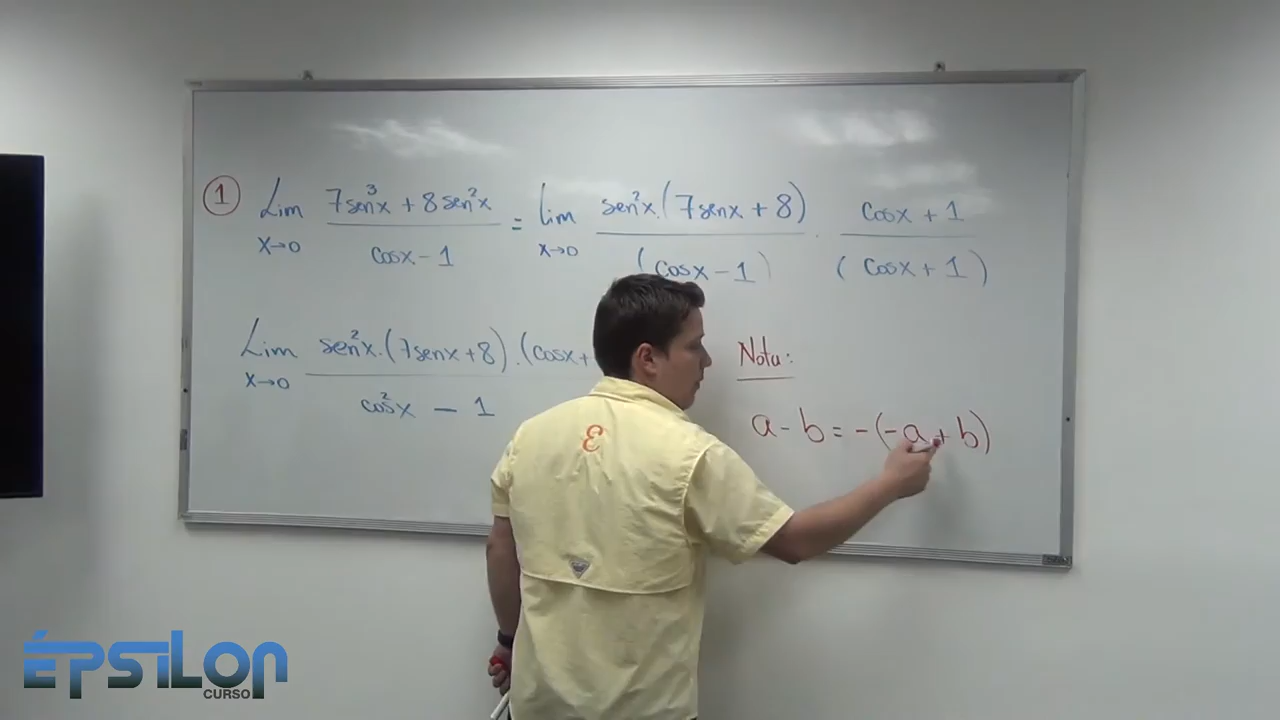 1 Lim x→0 (7sen³x + 8sen²x)/(cosx - 1) = Lim x→0 (sen²x.(7senx + 8))/((cosx - 1)) . (cosx + 1)/((cosx + 1))
Lim x→0 (sen²x.(7senx+8).(cosx+)/(cos²x - 1)
Nota:
a - b = -(-a + b)
ε
ÉPSILON
CURSO